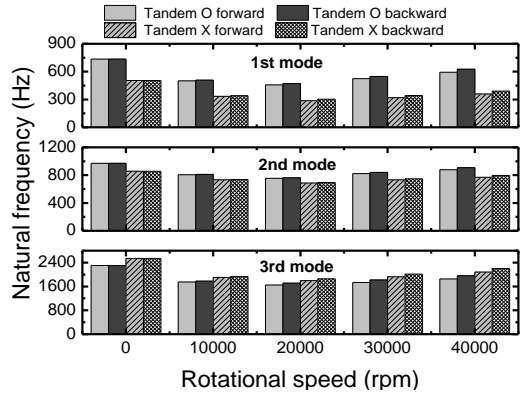 Tandem O forward Tandem O backward
Tandem X forward Tandem X backward
Natural frequency (Hz)
900
600
300
0
1st mode
1200
800
400
0
2nd mode
2400
1600
800
0
3rd mode
0 10000 20000 30000 40000
Rotational speed (rpm)